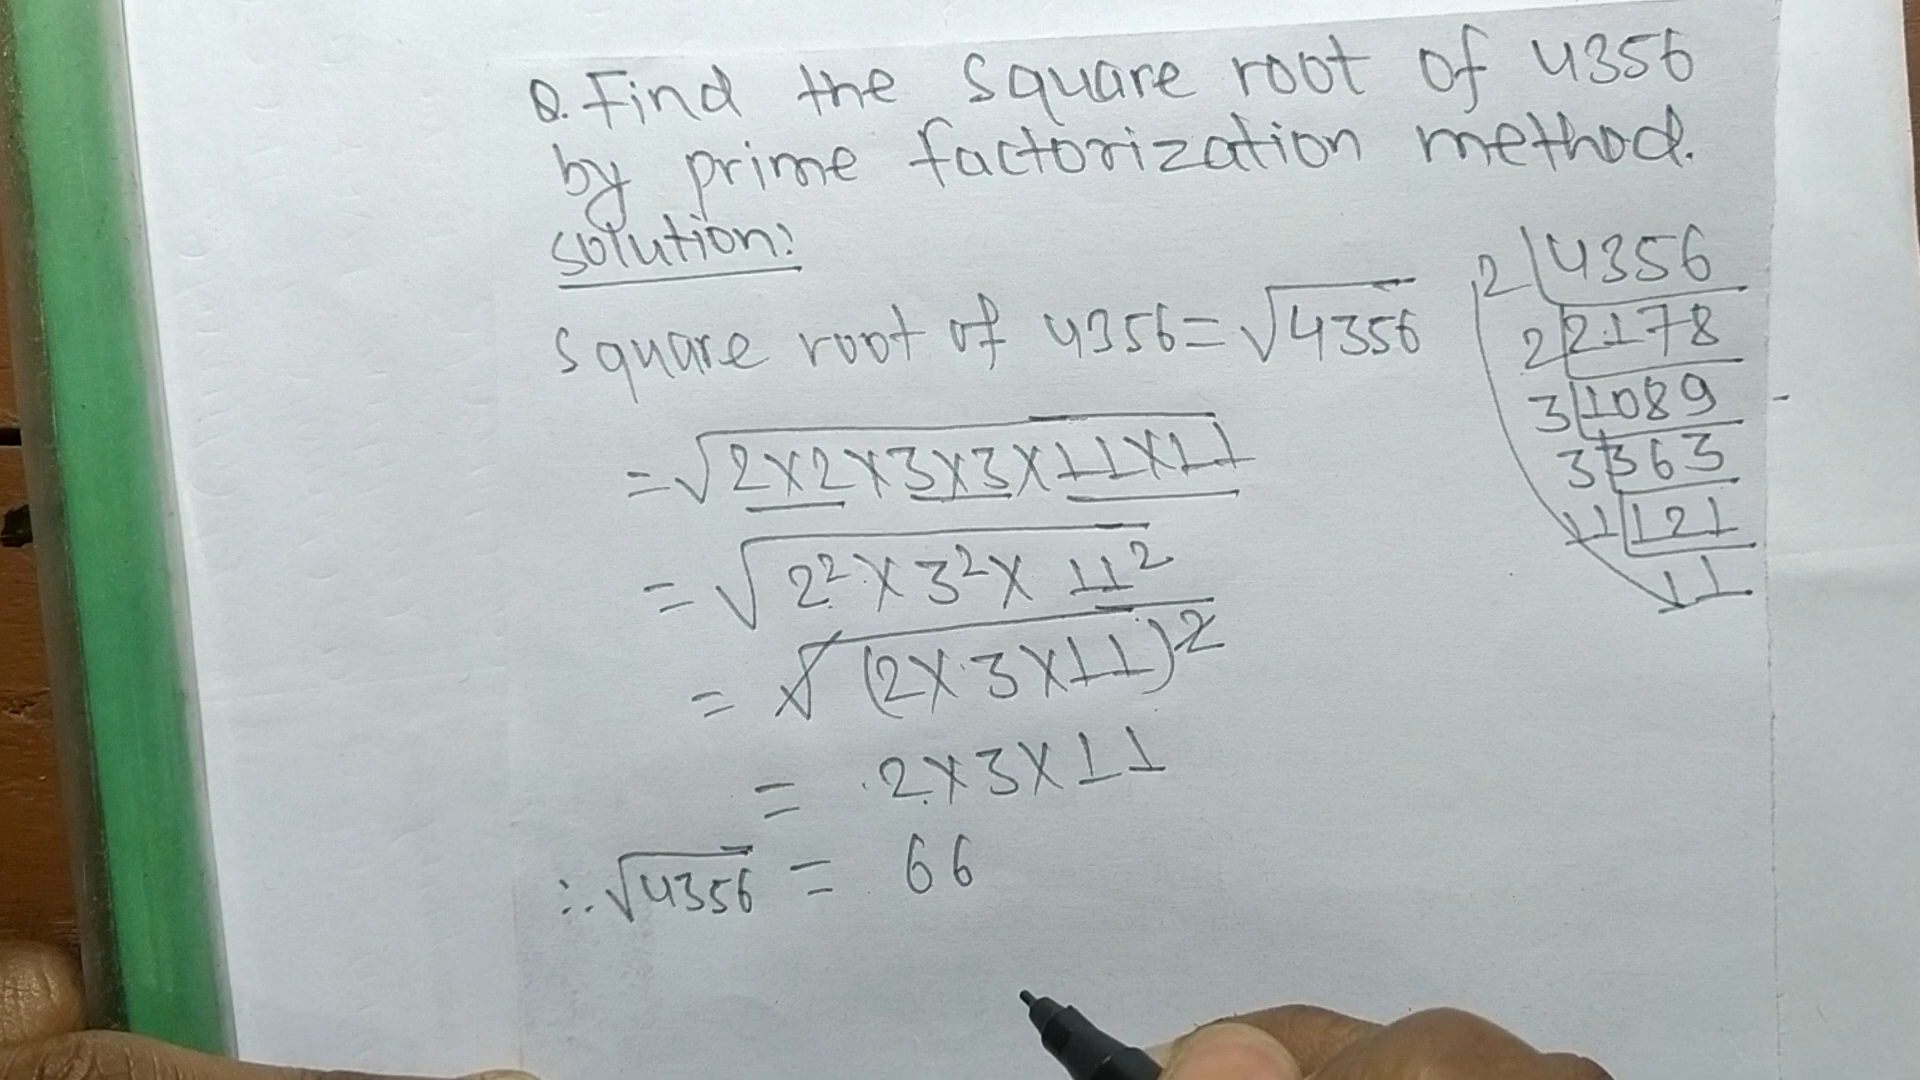 Q. Find the square root of 4356
by prime factorization method.
solution:
square root of 4356 = √4356
= √2×2×3×3×11×11
= √2²×3²×11²
= √(2×3×11)²
= 2×3×11
∴ √4356 = 66
2 4356
2 2178
3 1089
3 363
11 121
11